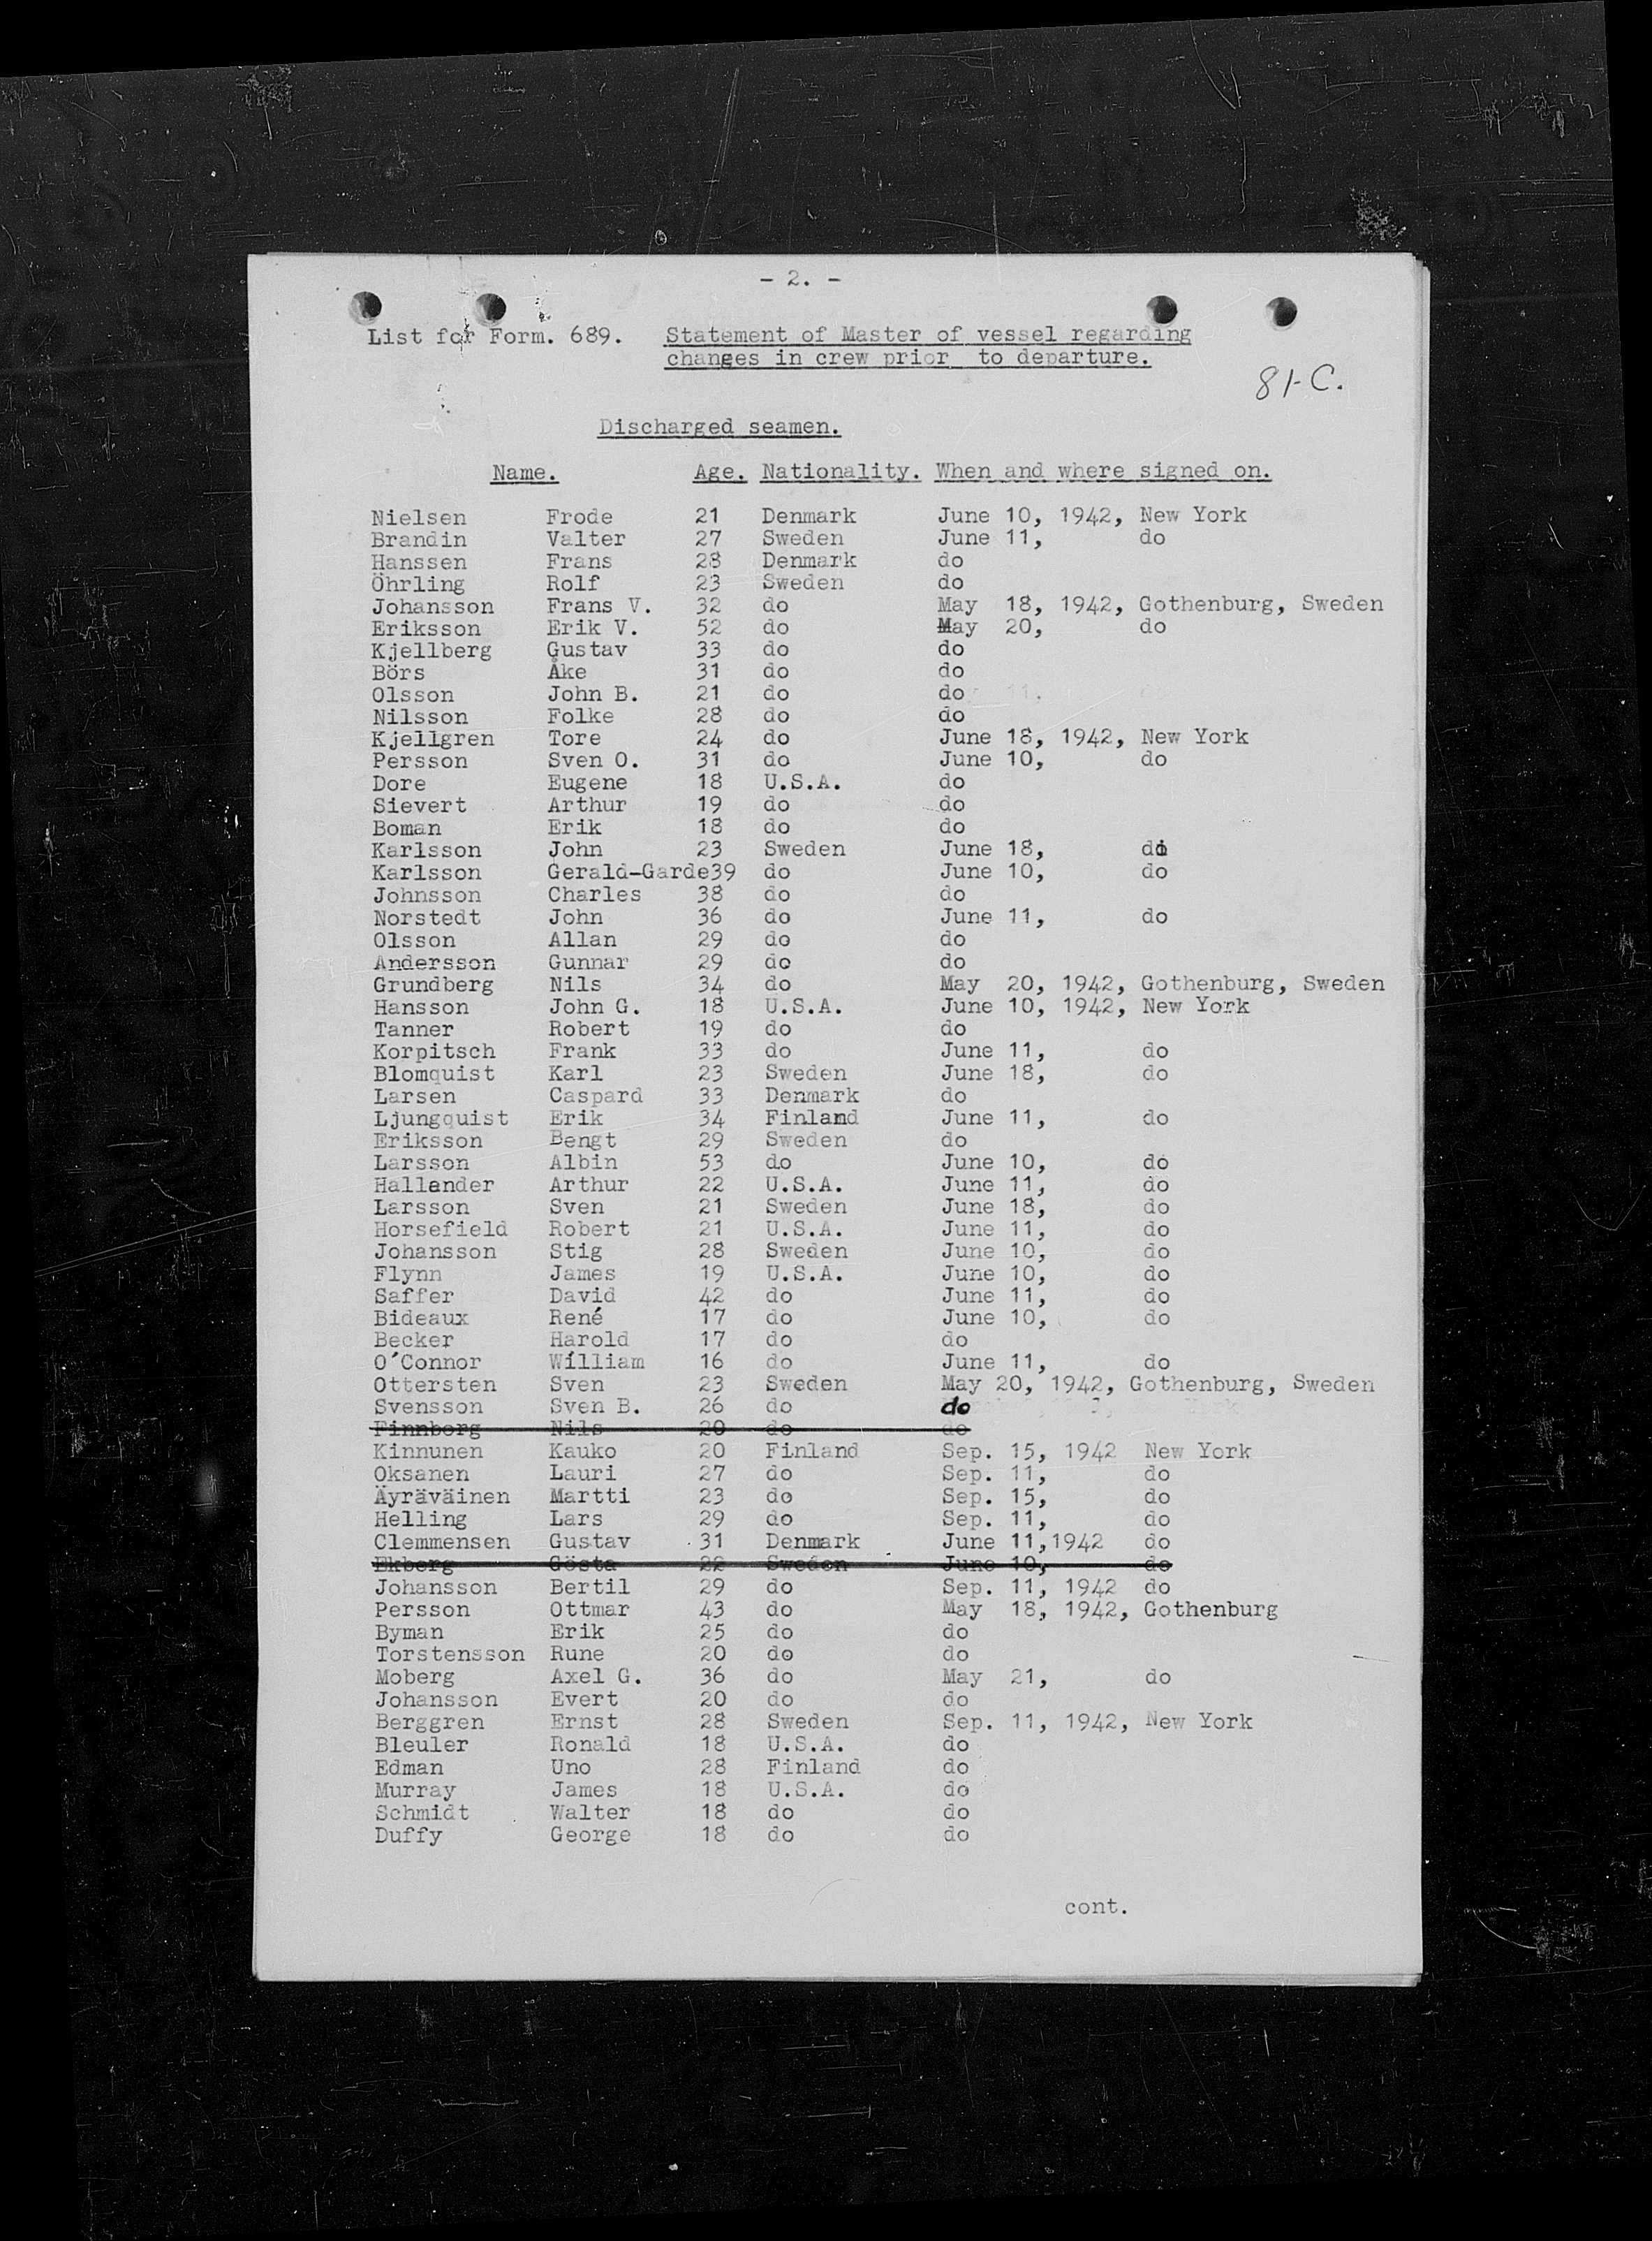 - 2. -
List for Form. 689. Statement of Master of vessel regarding
changes in crew prior to departure.
81-C.
Discharged seamen.
Name. Age. Nationality. When and where signed on.
Nielsen Frode 21 Denmark June 10, 1942, New York
Brandin Valter 27 Sweden June 11, do
Hanssen Frans 28 Denmark do
Öhrling Rolf 23 Sweden do
Johansson Frans V. 32 do May 18, 1942, Gothenburg, Sweden
Eriksson Erik V. 52 do May 20, do
Kjellberg Gustav 33 do do
Börs Åke 31 do do
Olsson John B. 21 do do
Nilsson Folke 28 do do
Kjellgren Tore 24 do June 18, 1942, New York
Persson Sven O. 31 do June 10, do
Dore Eugene 18 U.S.A. do
Sievert Arthur 19 do do
Boman Erik 18 do do
Karlsson John 23 Sweden June 18, do
Karlsson Gerald-Garde39 do June 10, do
Johnsson Charles 38 do do
Norstedt John 36 do June 11, do
Olsson Allan 29 do do
Andersson Gunnar 29 do do
Grundberg Nils 34 do May 20, 1942, Gothenburg, Sweden
Hansson John G. 18 U.S.A. June 10, 1942, New York
Tanner Robert 19 do do
Korpitsch Frank 33 do June 11, do
Blomquist Karl 23 Sweden June 18, do
Larsen Caspard 33 Denmark do
Ljungquist Erik 34 Finland June 11, do
Eriksson Bengt 29 Sweden do
Larsson Albin 53 do June 10, do
Hallander Arthur 22 U.S.A. June 11, do
Larsson Sven 21 Sweden June 18, do
Horsefield Robert 21 U.S.A. June 11, do
Johansson Stig 28 Sweden June 10, do
Flynn James 19 U.S.A. June 10, do
Saffer David 42 do June 11, do
Bideaux René 17 do June 10, do
Becker Harold 17 do do
O'Connor William 16 do June 11, do
Ottersten Sven 23 Sweden May 20, 1942, Gothenburg, Sweden
Svensson Sven B. 26 do do
Finnborg Nils 20 do do
Kinnunen Kauko 20 Finland Sep. 15, 1942 New York
Oksanen Lauri 27 do Sep. 11, do
Äyräväinen Martti 23 do Sep. 15, do
Helling Lars 29 do Sep. 11, do
Clemmensen Gustav 31 Denmark June 11,1942 do
Ekberg Gösta 22 Sweden June 10, do
Johansson Bertil 29 do Sep. 11, 1942 do
Persson Ottmar 43 do May 18, 1942, Gothenburg
Byman Erik 25 do do
Torstensson Rune 20 do do
Moberg Axel G. 36 do May 21, do
Johansson Evert 20 do do
Berggren Ernst 28 Sweden Sep. 11, 1942, New York
Bleuler Ronald 18 U.S.A. do
Edman Uno 28 Finland do
Murray James 18 U.S.A. do
Schmidt Walter 18 do do
Duffy George 18 do do
cont.